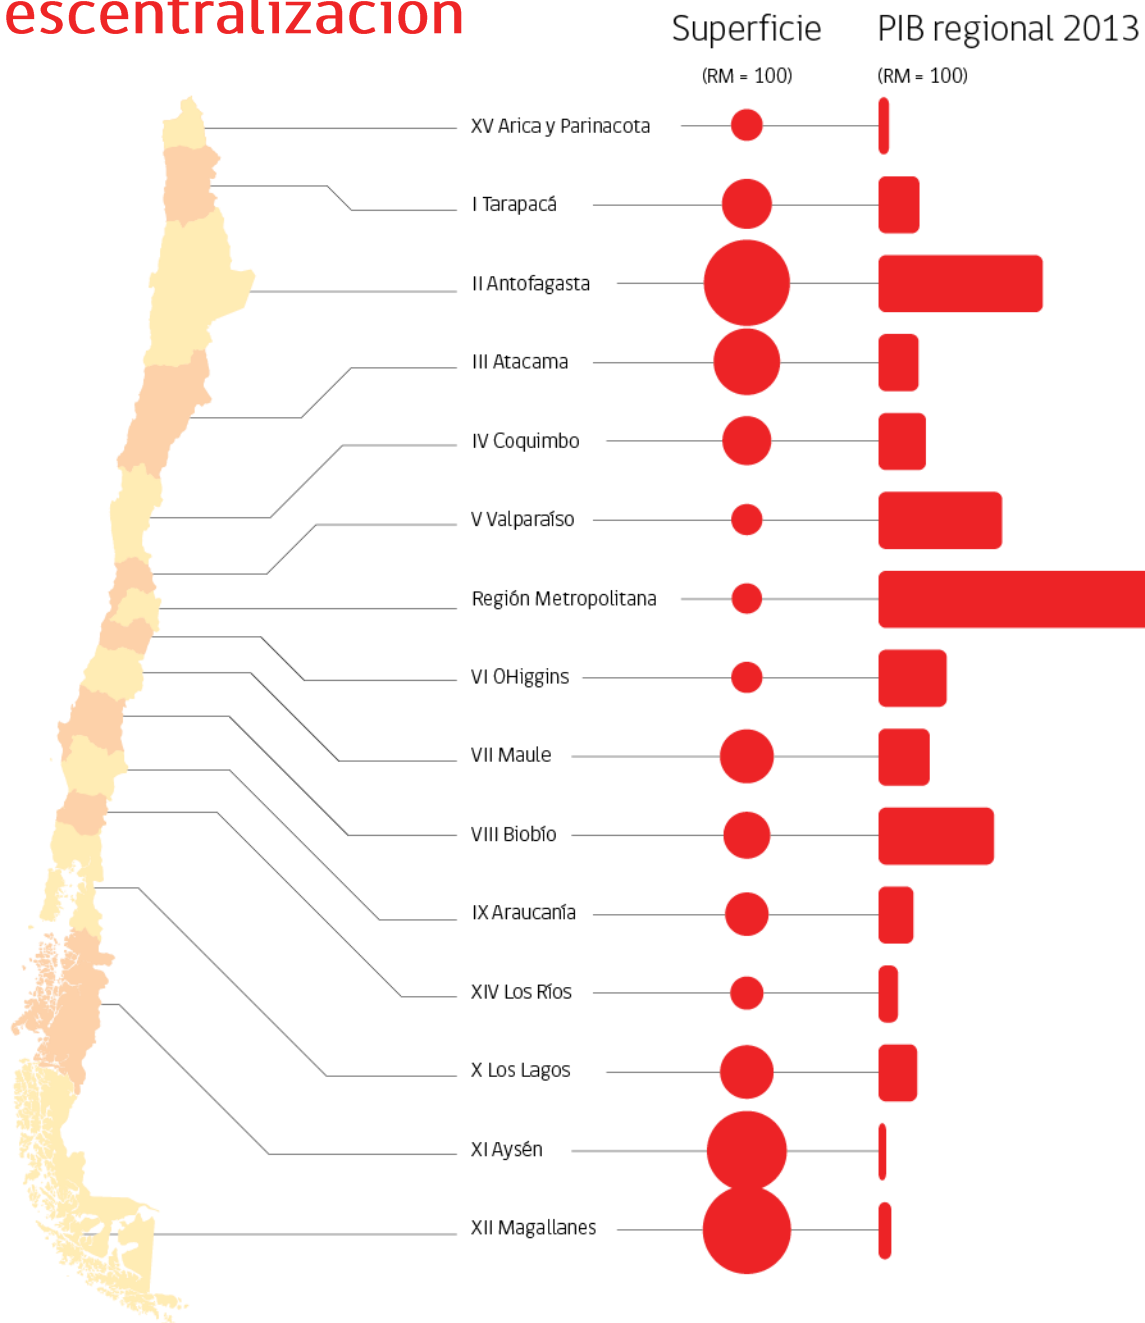 escentralización
Superficie
PIB regional 2013
(RM = 100)
(RM = 100)
XV Arica y Parinacota
I Tarapacá
II Antofagasta
III Atacama
IV Coquimbo
V Valparaíso
Región Metropolitana
VI OHiggins
VII Maule
VIII Biobío
IX Araucanía
XIV Los Ríos
X Los Lagos
XI Aysén
XII Magallanes